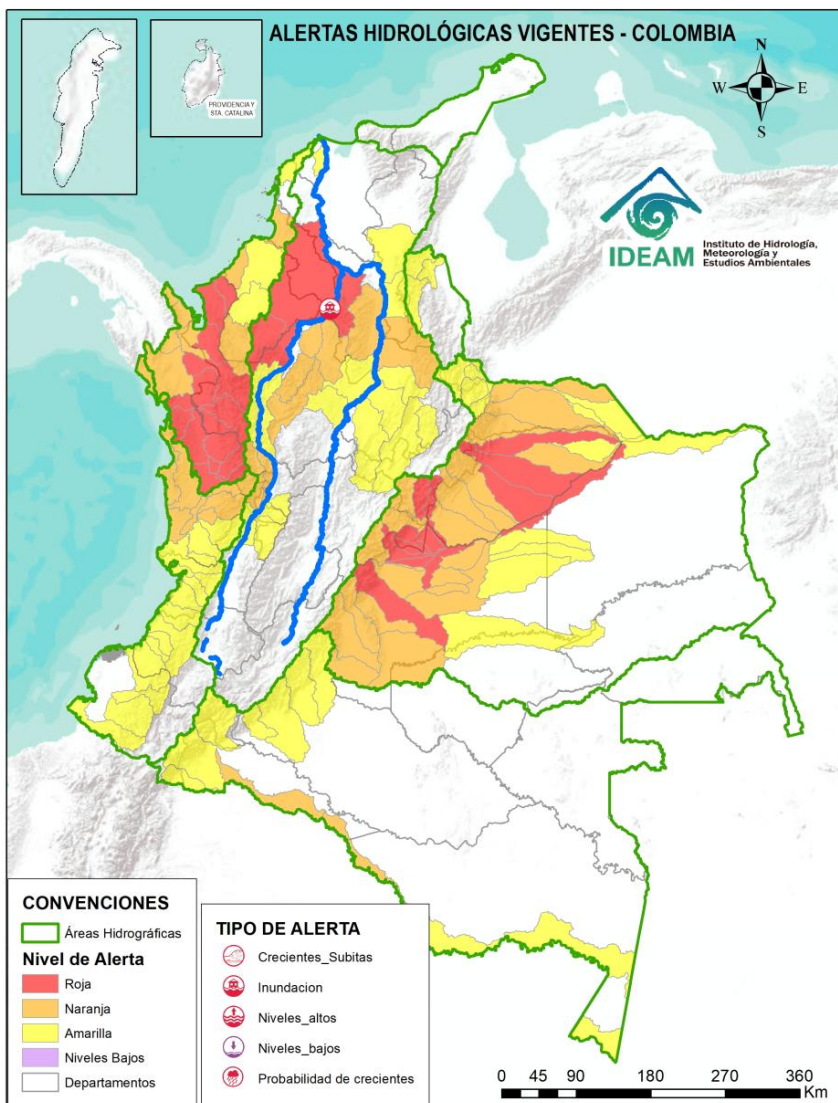 ALERTAS HIDROLÓGICAS VIGENTES - COLOMBIA
PROVIDENCIA Y
STA. CATALINA
N
W
E
S
IDEAM
Instituto de Hidrología,
Meteorología y
Estudios Ambientales
CONVENCIONES
Áreas Hidrográficas
Nivel de Alerta
Roja
Naranja
Amarilla
Niveles Bajos
Departamentos
TIPO DE ALERTA
Crecientes_Subitas
Inundacion
Niveles_altos
Niveles_bajos
Probabilidad de crecientes
0 45 90 180 270 360
Km